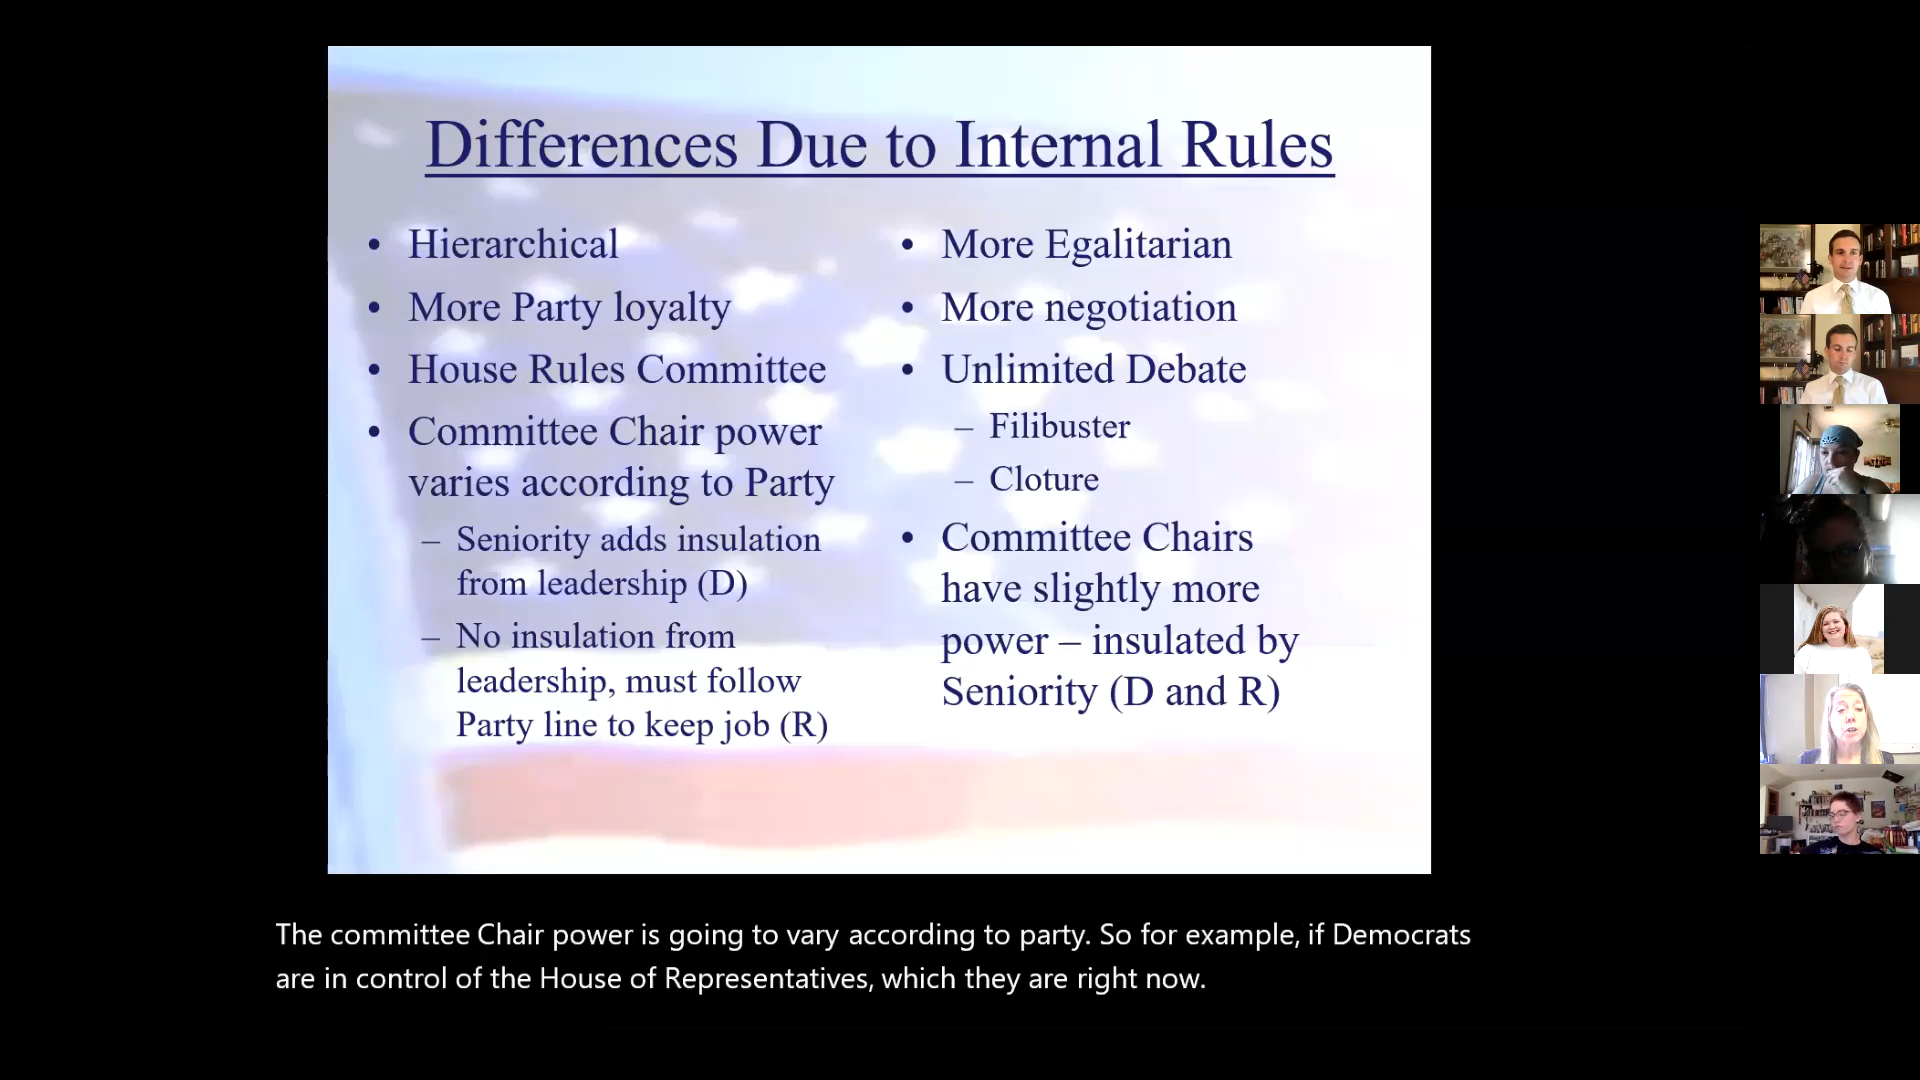 Differences Due to Internal Rules
• Hierarchical
• More Party loyalty
• House Rules Committee
• Committee Chair power
varies according to Party
– Seniority adds insulation
from leadership (D)
– No insulation from
leadership, must follow
Party line to keep job (R)
• More Egalitarian
• More negotiation
• Unlimited Debate
– Filibuster
– Cloture
• Committee Chairs
have slightly more
power – insulated by
Seniority (D and R)
The committee Chair power is going to vary according to party. So for example, if Democrats
are in control of the House of Representatives, which they are right now.